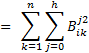 = \sum_{k=1}^{n} \sum_{j=0}^{h} B_{ik}^{j2}